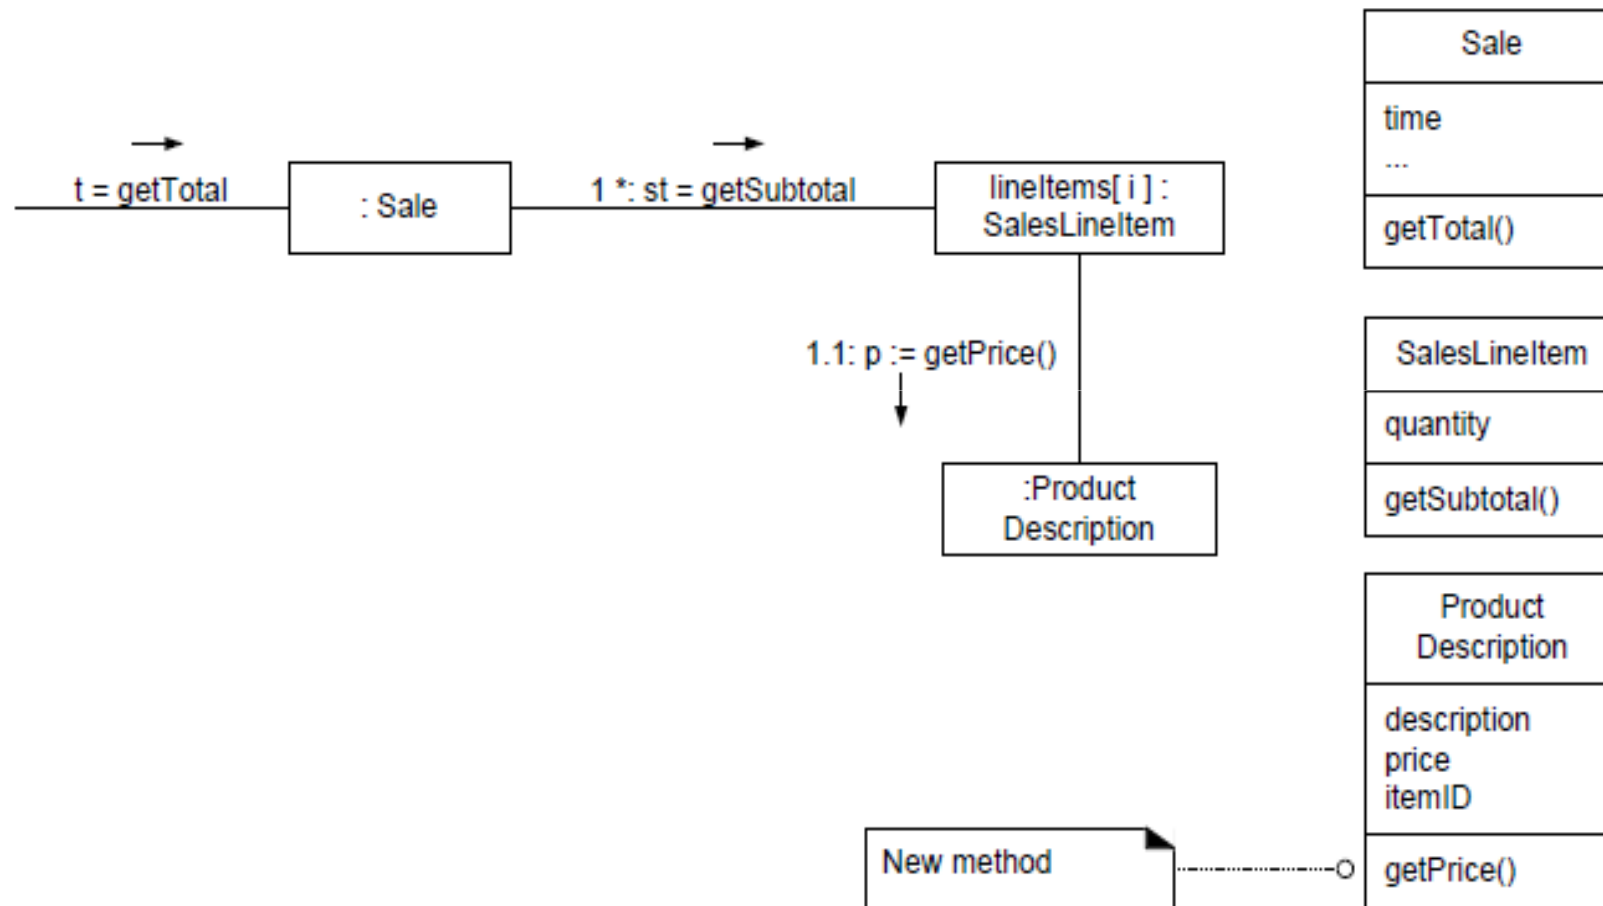 t = getTotal
: Sale
1 *: st = getSubtotal
lineItems[ i ] :
SalesLineItem
1.1: p := getPrice()
:Product
Description
New method
Sale
time
...
getTotal()
SalesLineItem
quantity
getSubtotal()
Product
Description
description
price
itemID
getPrice()